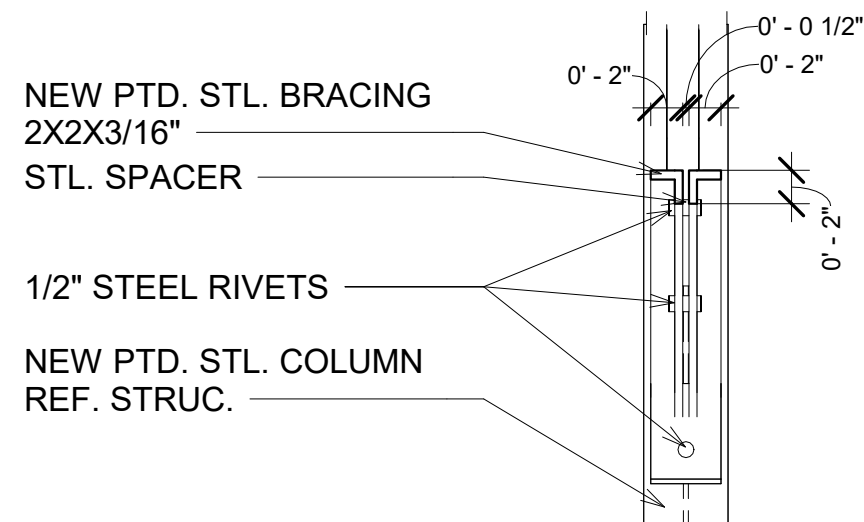 0' - 0 1/2"
0' - 2"
0' - 2"
NEW PTD. STL. BRACING
2X2X3/16"
STL. SPACER
0' - 2"
1/2" STEEL RIVETS
NEW PTD. STL. COLUMN
REF. STRUC.